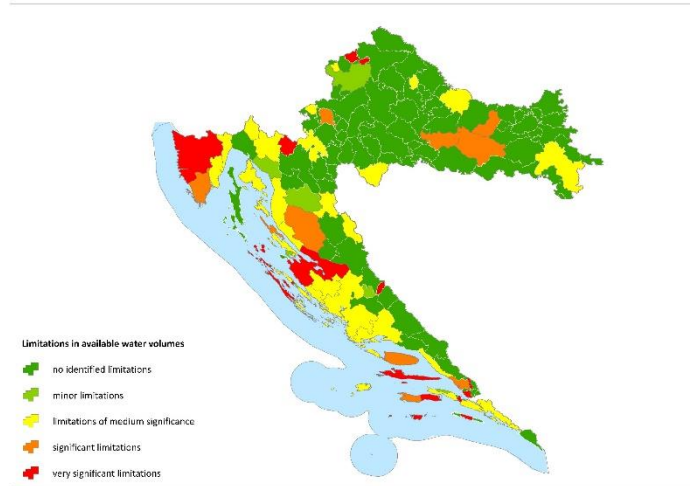 Limitations in available water volumes
no identified limitations
minor limitations
limitations of medium significance
significant limitations
very significant limitations